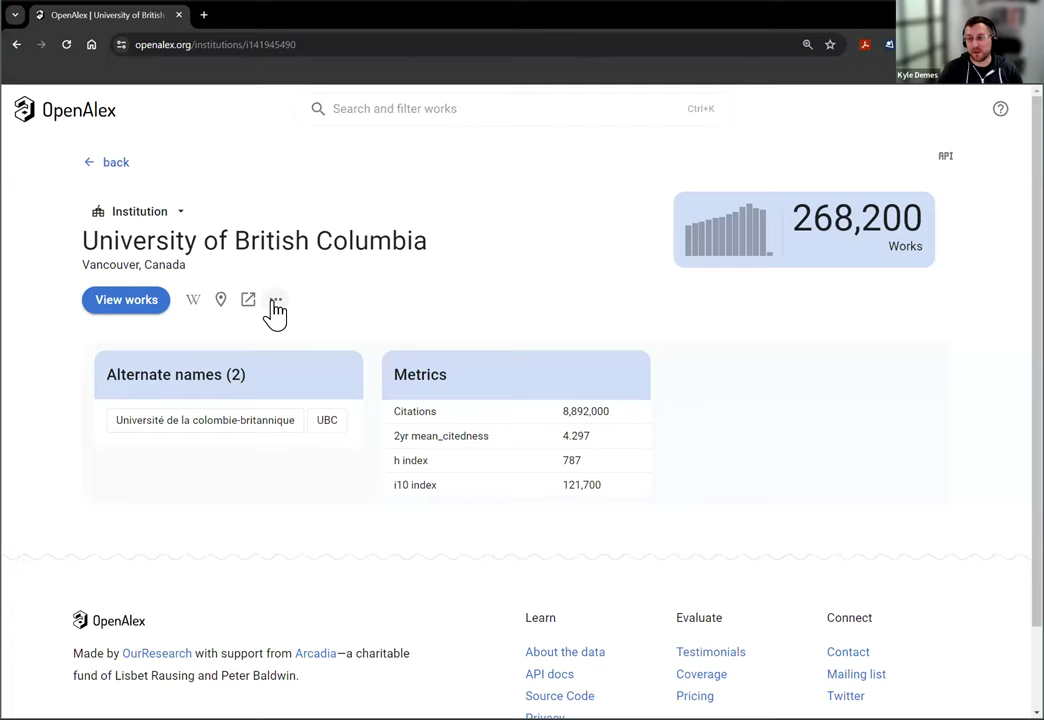 OpenAlex | University of British
openalex.org/institutions/i141945490
Kyle Demes
OpenAlex
Search and filter works
Ctrl+K
back
API
Institution
University of British Columbia
Vancouver, Canada
268,200
Works
View works
W
Alternate names (2)
Université de la colombie-britannique
UBC
Metrics
Citations 8,892,000
2yr mean_citedness 4.297
h index 787
i10 index 121,700
OpenAlex
Made by OurResearch with support from Arcadia—a charitable
fund of Lisbet Rausing and Peter Baldwin.
Learn
About the data
API docs
Source Code
Privacy
Evaluate
Testimonials
Coverage
Pricing
Connect
Contact
Mailing list
Twitter